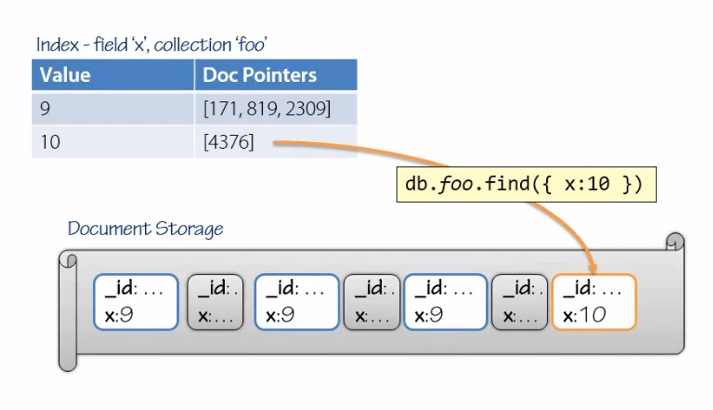 Index - field 'x', collection 'foo'
Value Doc Pointers
9 [171, 819, 2309]
10 [4376]
db.foo.find({ x:10 })
Document Storage
_id: ... _id: . _id: ... _id: . _id: ... _id: . _id: ...
x:9 x:... x:9 x:... x:9 x:... x:10